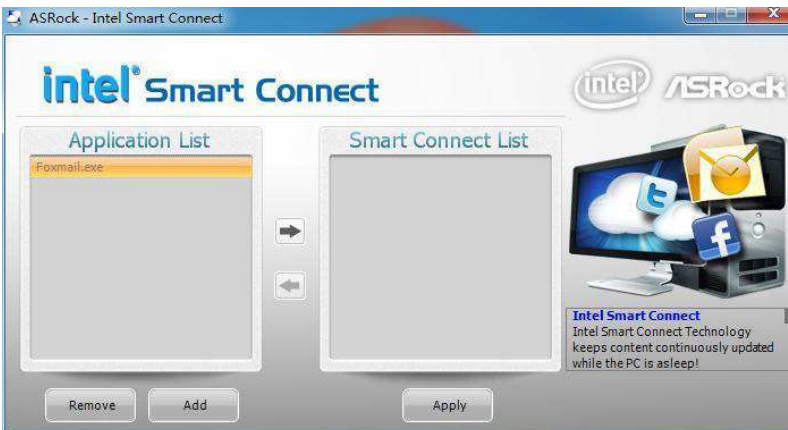 ASRock - Intel Smart Connect
intel Smart Connect
intel ASRock
Application List
Smart Connect List
Foxmail.exe
Intel Smart Connect
Intel Smart Connect Technology
keeps content continuously updated
while the PC is asleep!
Remove
Add
Apply